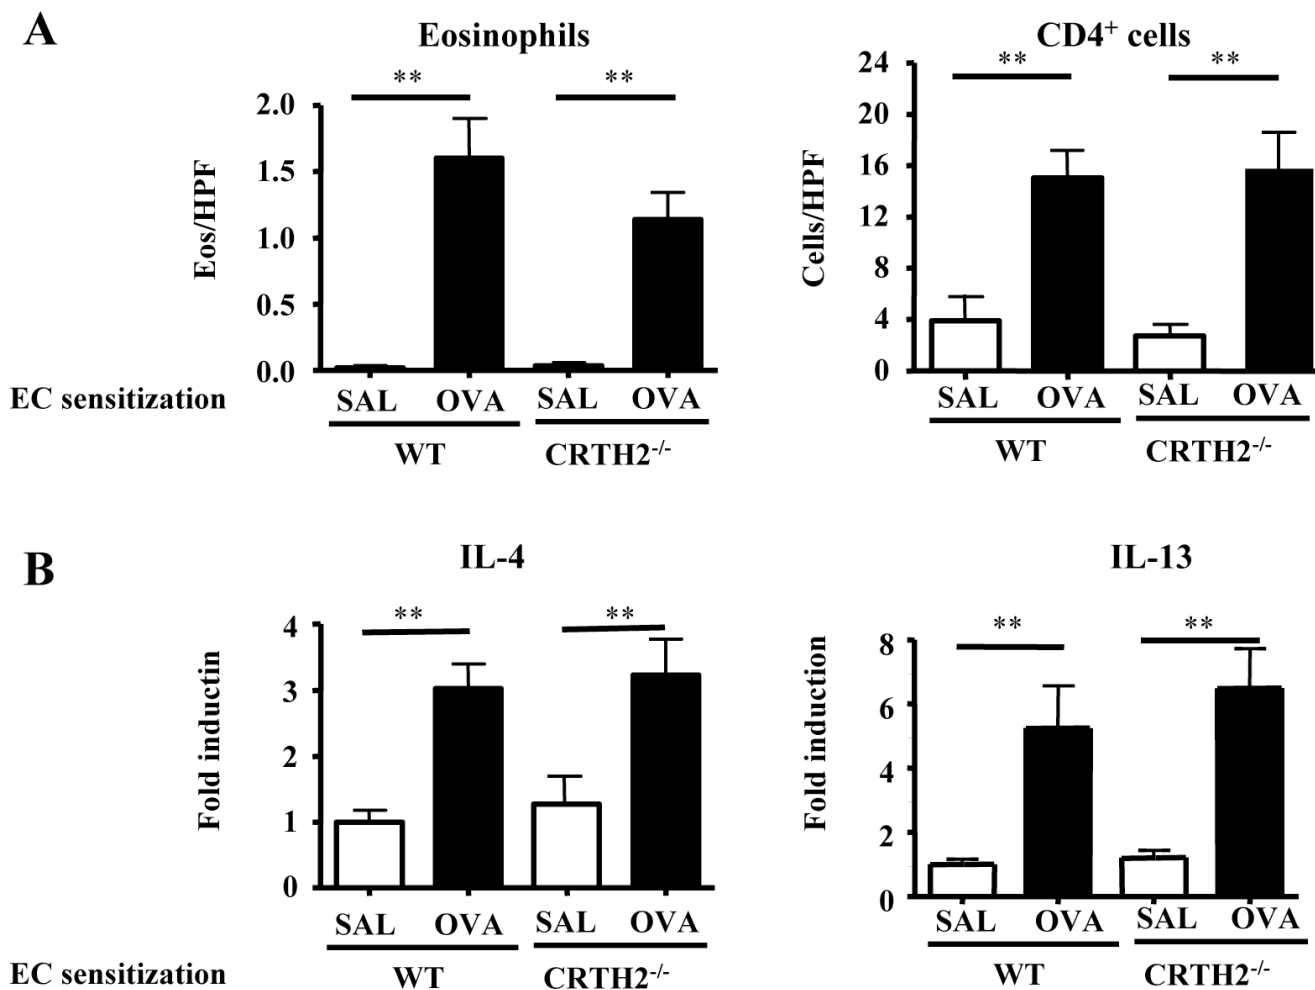 A
Eosinophils
**
**
2.0
1.5
1.0
0.5
0.0
Eos/HPF
SAL OVA SAL OVA
WT CRTH2-/-
CD4+ cells
**
**
24
20
16
12
8
4
0
Cells/HPF
SAL OVA SAL OVA
WT CRTH2-/-
EC sensitization
B
IL-4
**
**
4
3
2
1
0
Fold inductin
SAL OVA SAL OVA
WT CRTH2-/-
IL-13
**
**
8
6
4
2
0
Fold induction
SAL OVA SAL OVA
WT CRTH2-/-
EC sensitization